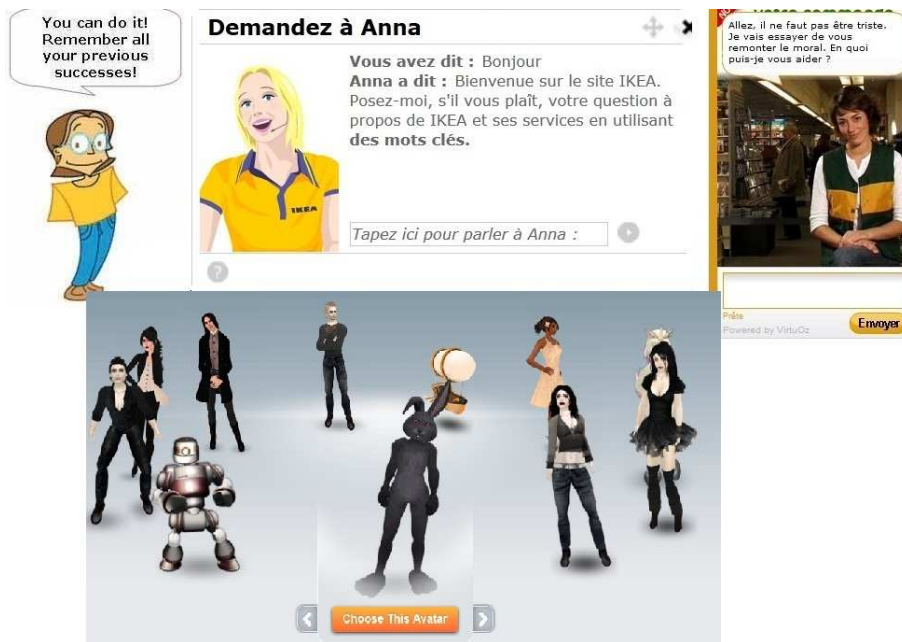 You can do it!
Remember all
your previous
successes!
Demandez à Anna
Vous avez dit : Bonjour
Anna a dit : Bienvenue sur le site IKEA.
Posez-moi, s'il vous plaît, votre question à
propos de IKEA et ses services en utilisant
des mots clés.
IKEA
Tapez ici pour parler à Anna :
?
Allez, il ne faut pas être triste.
Je vais essayer de vous
remonter le moral. En quoi
puis-je vous aider ?
Prête
Powered by VirtuOz
Envoyer
Choose This Avatar